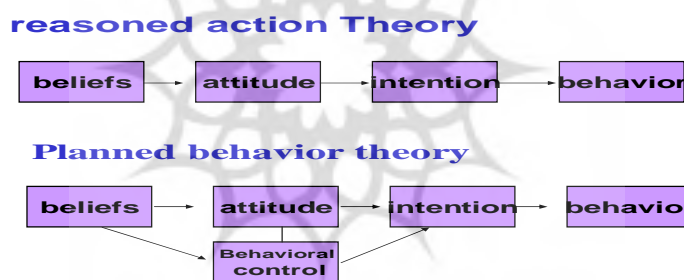 reasoned action Theory
beliefs attitude intention behavior
Planned behavior theory
beliefs attitude intention behavio
Behavioral
control